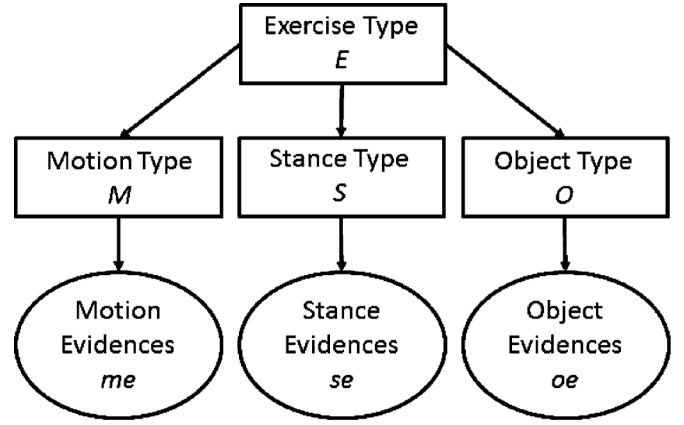 Exercise Type
E
Motion Type
M
Stance Type
S
Object Type
O
Motion
Evidences
me
Stance
Evidences
se
Object
Evidences
oe